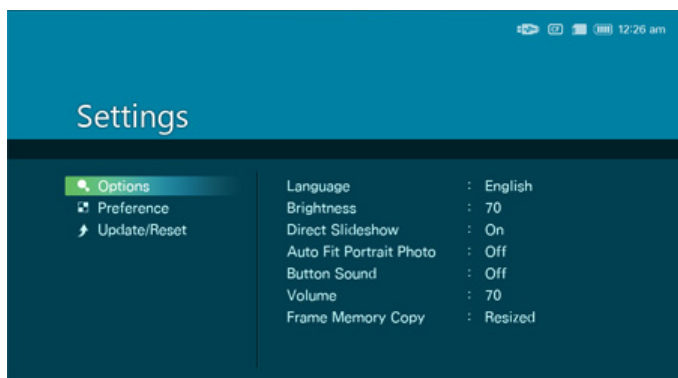 12:26 am
Settings
Options
Preference
Update/Reset
Language : English
Brightness : 70
Direct Slideshow : On
Auto Fit Portrait Photo : Off
Button Sound : Off
Volume : 70
Frame Memory Copy : Resized